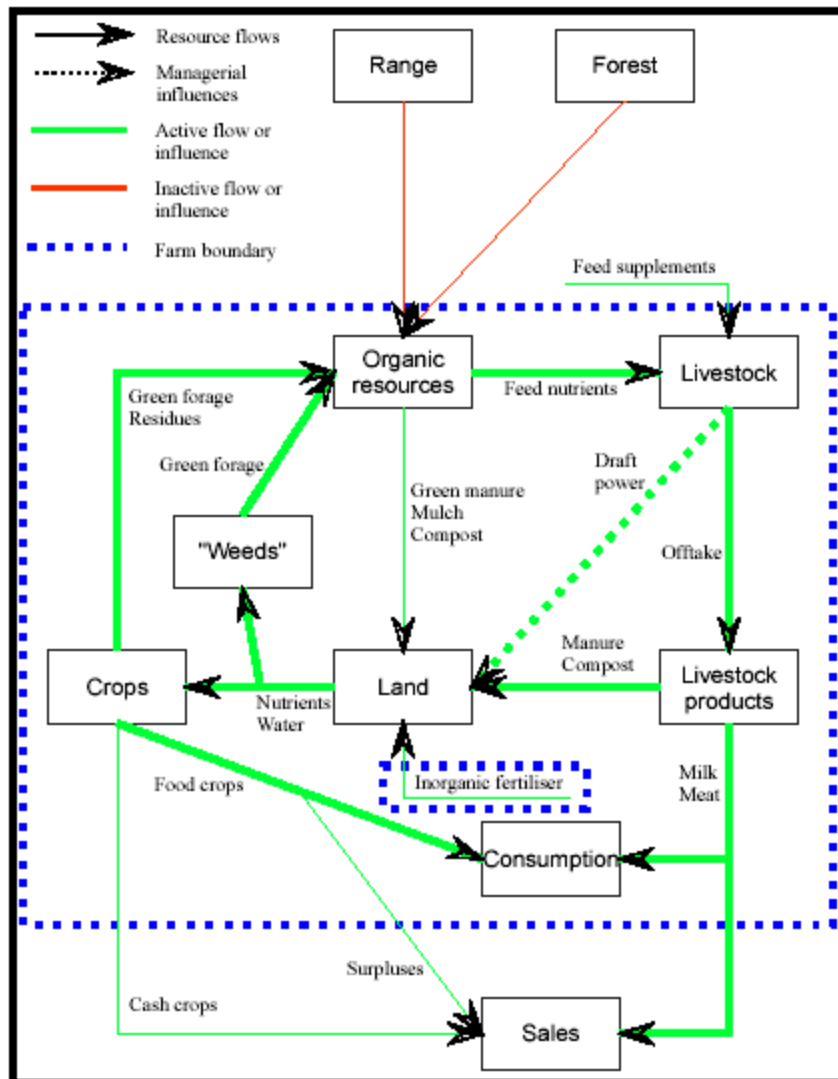 Resource flows
Managerial
influences
Active flow or
influence
Inactive flow or
influence
Farm boundary
Range
Forest
Feed supplements
Organic
resources
Livestock
Green forage
Residues
Feed nutrients
Green forage
Draft
power
Green manure
Mulch
Compost
"Weeds"
Offtake
Manure
Compost
Crops
Land
Livestock
products
Nutrients
Water
Food crops
Inorganic fertiliser
Milk
Meat
Consumption
Surpluses
Cash crops
Sales